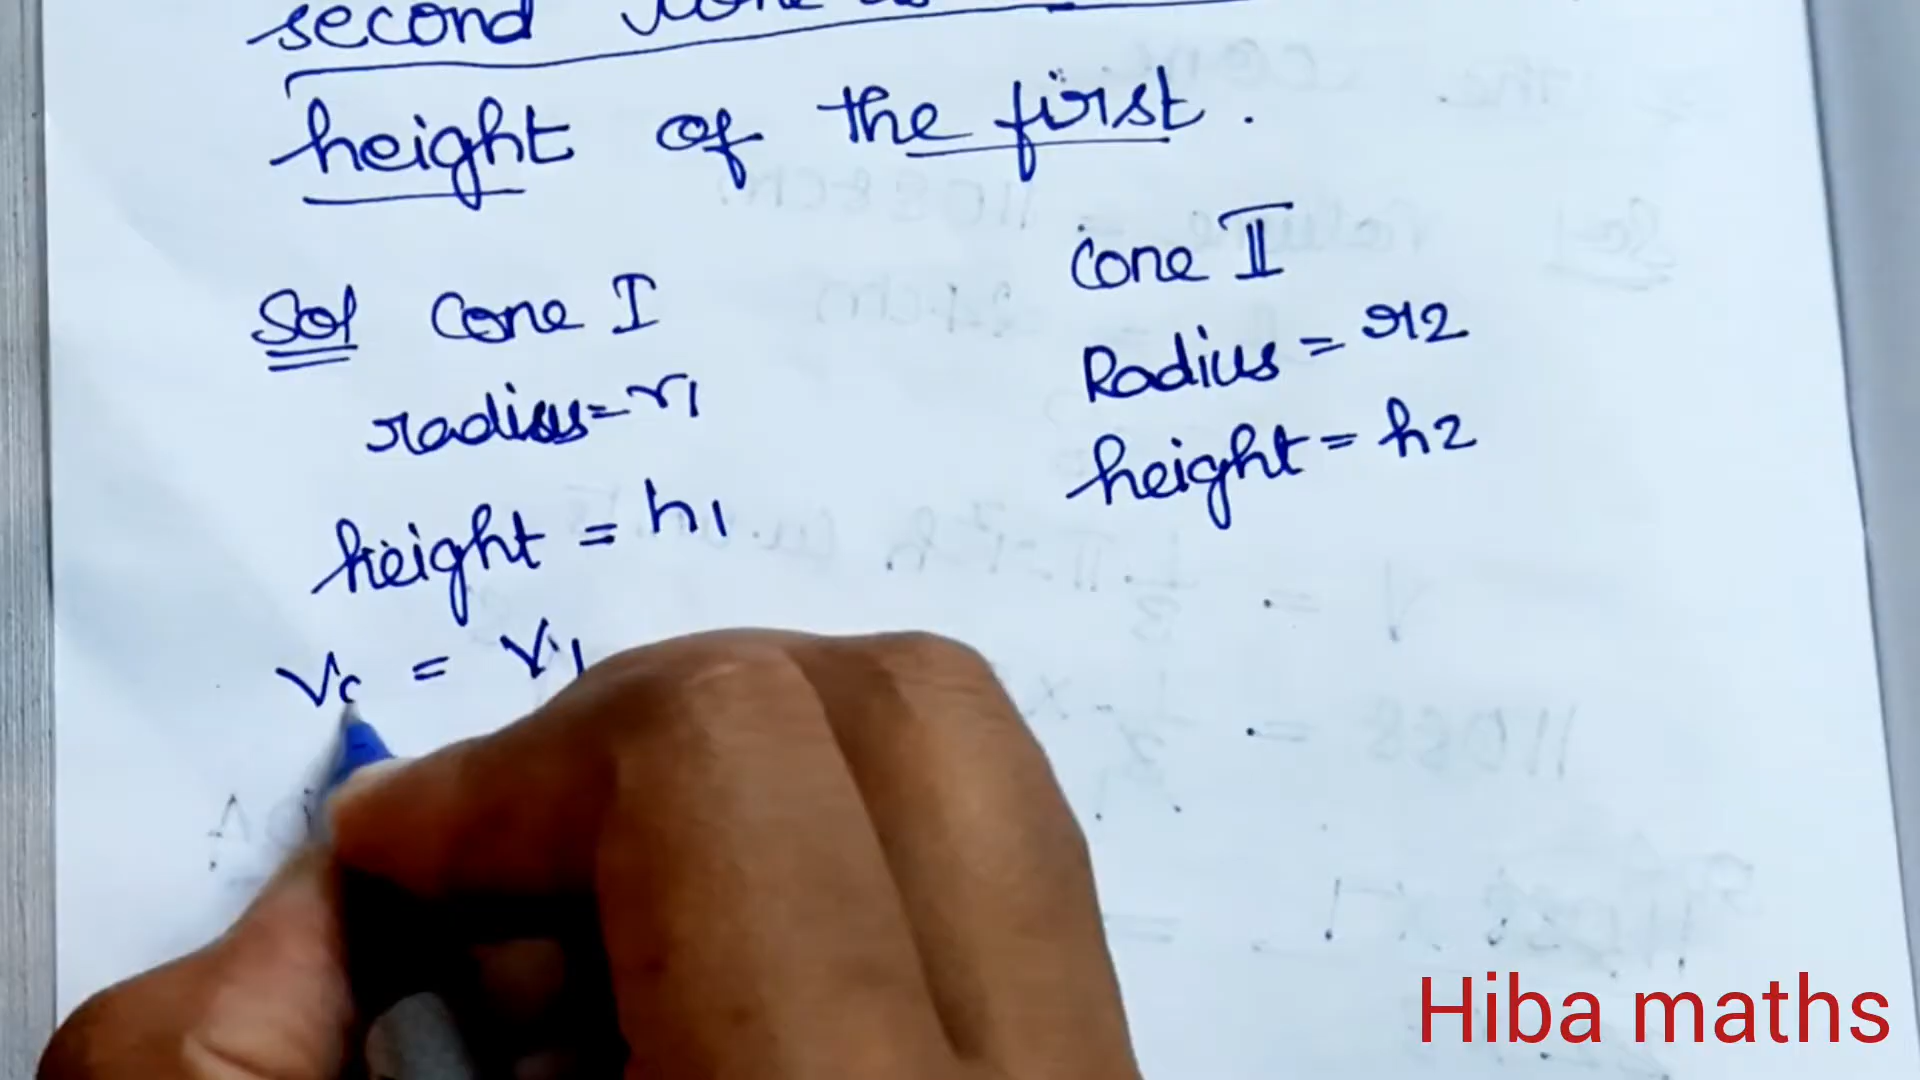 second
height of the first.
Sol Cone I
radius = r1
height = h1
Vc = V1
Cone II
Radius = r2
height = h2
Hiba maths